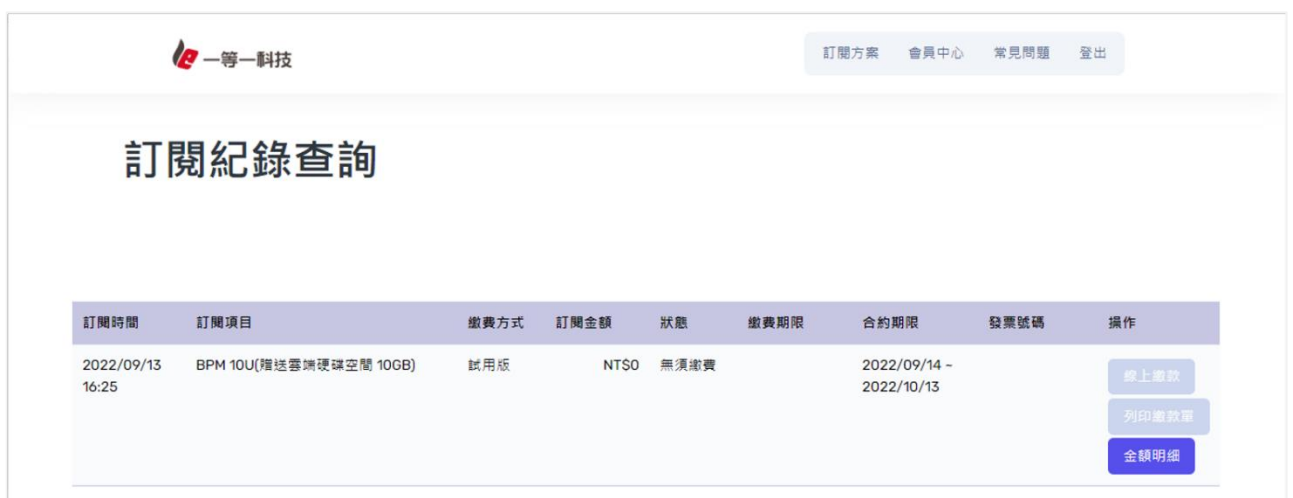 一等一科技
訂閱方案 會員中心 常見問題 登出
訂閱紀錄查詢
訂閱時間 訂閱項目 繳費方式 訂閱金額 狀態 繳費期限 合約期限 發票號碼 操作
2022/09/13 BPM 10U(贈送雲端硬碟空間 10GB) 試用版 NT$0 無須繳費 2022/09/14 ~
16:25 2022/10/13
線上繳款
列印繳款單
金額明細